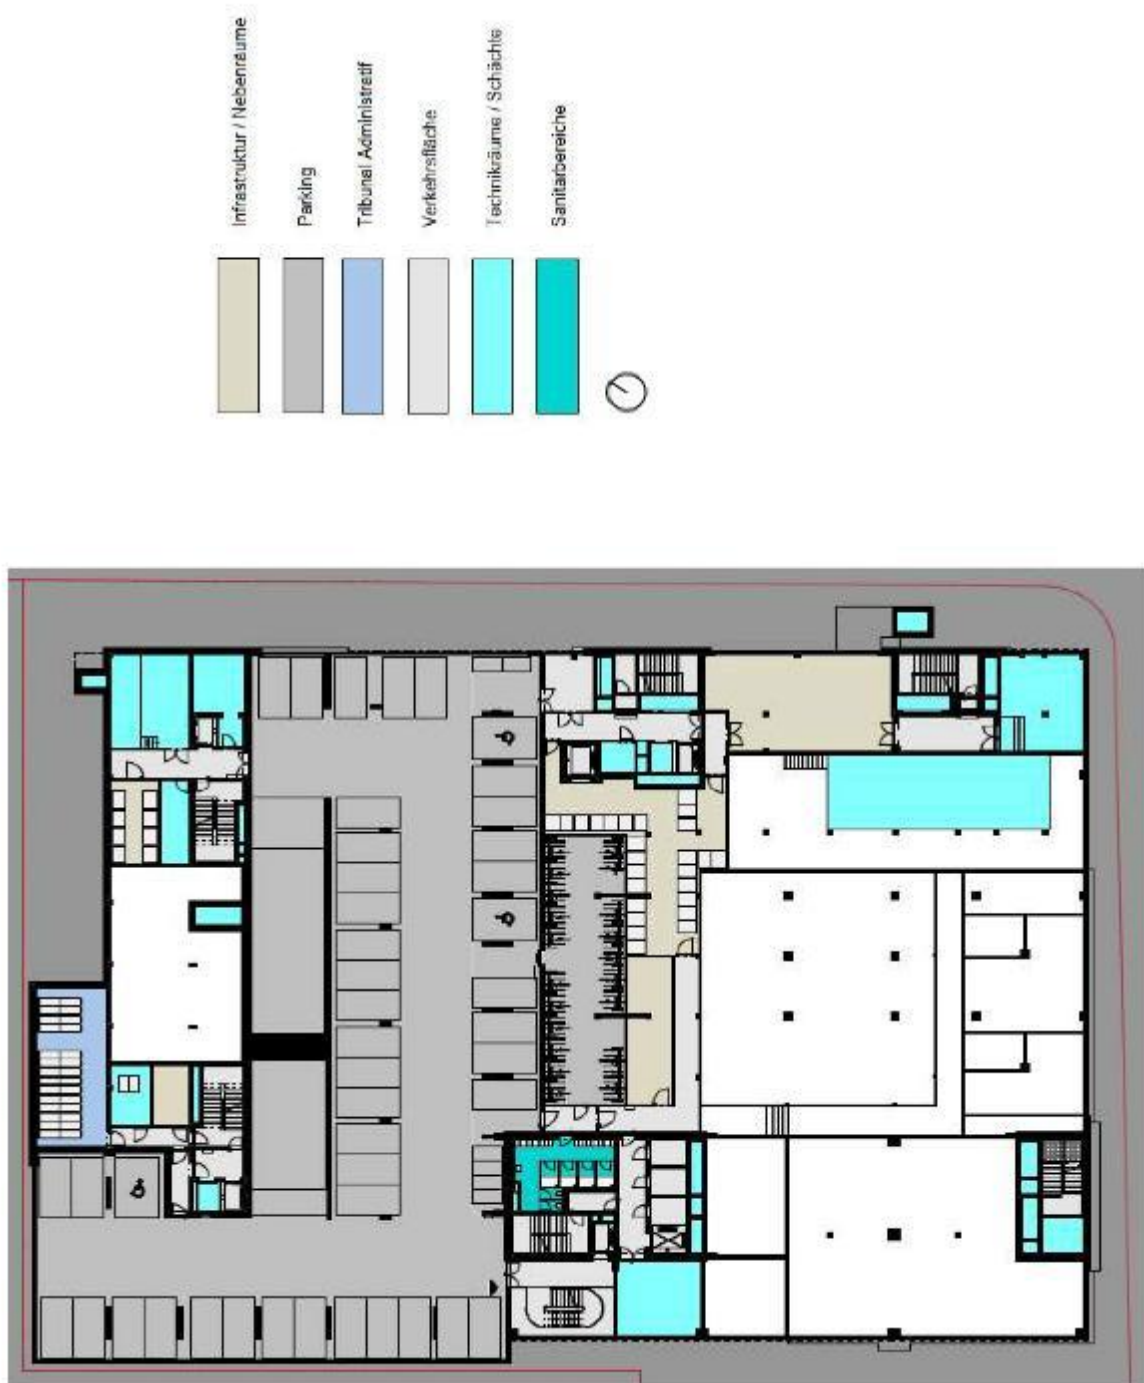 Infrastruktur / Nebenräume
Parking
Tribunal Administratif
Verkehrsfläche
Technikräume / Schächte
Sanitärbereiche